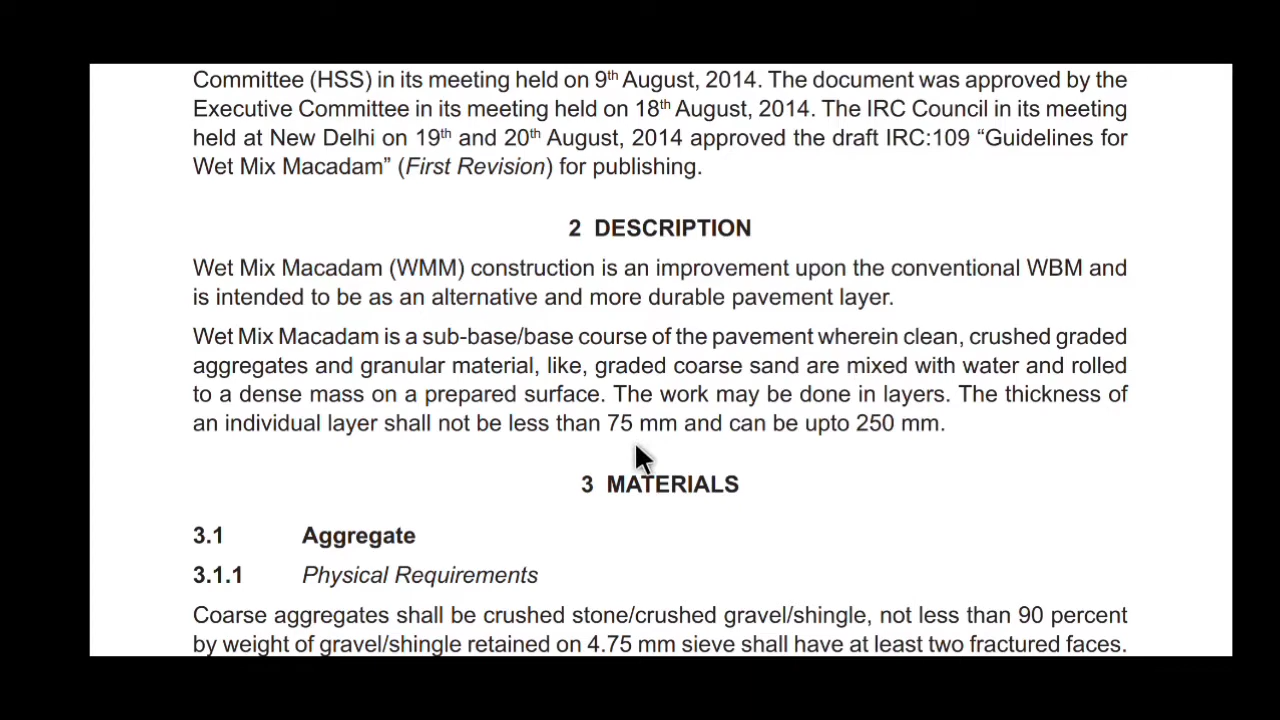 Committee (HSS) in its meeting held on 9th August, 2014. The document was approved by the
Executive Committee in its meeting held on 18th August, 2014. The IRC Council in its meeting
held at New Delhi on 19th and 20th August, 2014 approved the draft IRC:109 “Guidelines for
Wet Mix Macadam” (First Revision) for publishing.
2 DESCRIPTION
Wet Mix Macadam (WMM) construction is an improvement upon the conventional WBM and
is intended to be as an alternative and more durable pavement layer.
Wet Mix Macadam is a sub-base/base course of the pavement wherein clean, crushed graded
aggregates and granular material, like, graded coarse sand are mixed with water and rolled
to a dense mass on a prepared surface. The work may be done in layers. The thickness of
an individual layer shall not be less than 75 mm and can be upto 250 mm.
3 MATERIALS
3.1 Aggregate
3.1.1 Physical Requirements
Coarse aggregates shall be crushed stone/crushed gravel/shingle, not less than 90 percent
by weight of gravel/shingle retained on 4.75 mm sieve shall have at least two fractured faces.